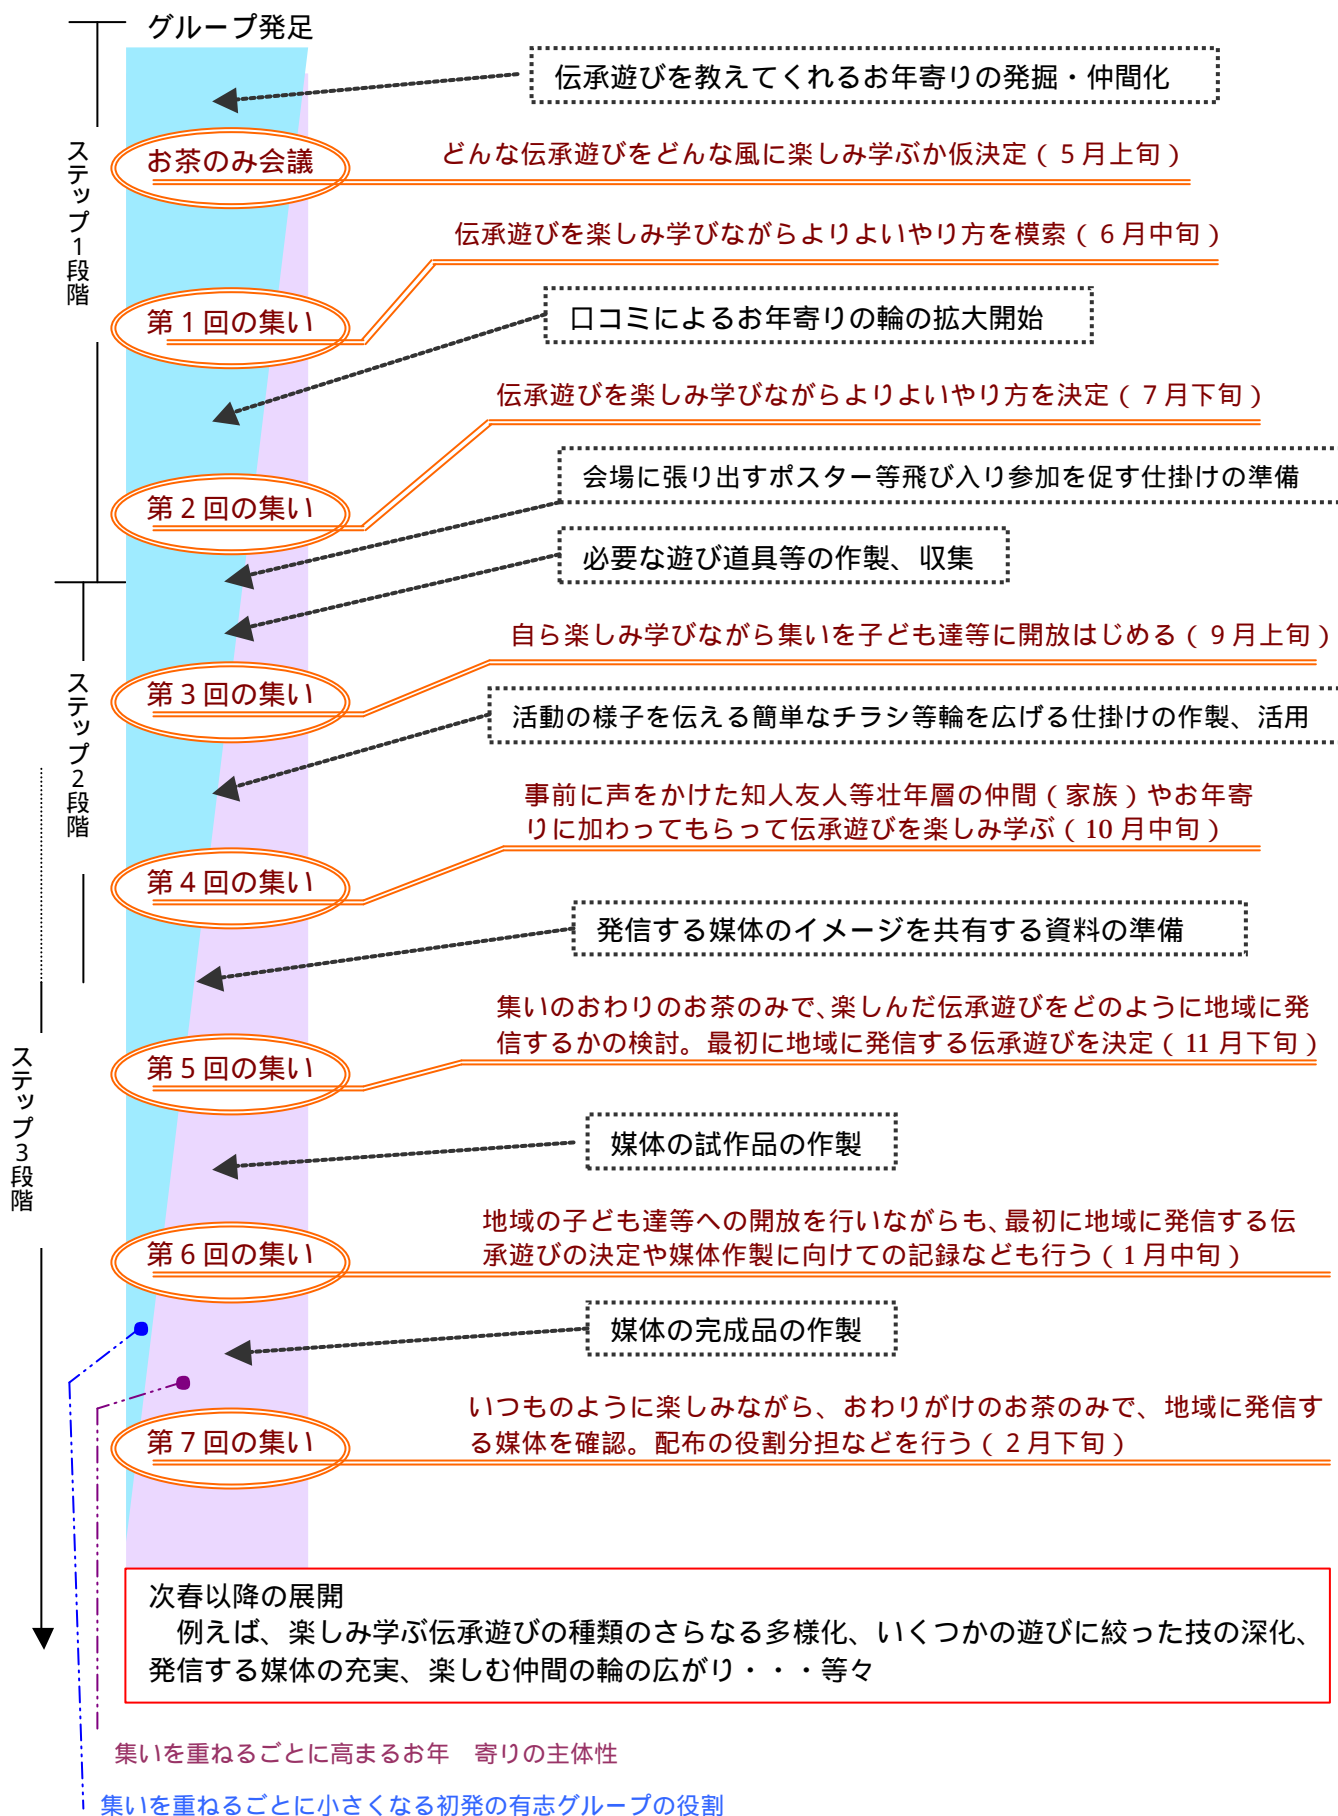 グループ発足
伝承遊びを教えてくれるお年寄りの発掘・仲間化
ステップ1段階
お茶のみ会議
どんな伝承遊びをどんな風に楽しみ学ぶか仮決定（５月上旬）
伝承遊びを楽しみ学びながらよりよいやり方を模索（６月中旬）
第１回の集い
口コミによるお年寄りの輪の拡大開始
伝承遊びを楽しみ学びながらよりよいやり方を決定（７月下旬）
会場に張り出すポスター等飛び入り参加を促す仕掛けの準備
第２回の集い
必要な遊び道具等の作製、収集
自ら楽しみ学びながら集いを子ども達等に開放はじめる（９月上旬）
ステップ2段階
第３回の集い
活動の様子を伝える簡単なチラシ等輪を広げる仕掛けの作製、活用
事前に声をかけた知人友人等壮年層の仲間（家族）やお年寄
りに加わってもらって伝承遊びを楽しみ学ぶ（10月中旬）
第４回の集い
発信する媒体のイメージを共有する資料の準備
集いのおわりのお茶のみで、楽しんだ伝承遊びをどのように地域に発
信するかの検討。最初に地域に発信する伝承遊びを決定（11月下旬）
ステップ3段階
第５回の集い
媒体の試作品の作製
地域の子ども達等への開放を行いながらも、最初に地域に発信する伝
承遊びの決定や媒体作製に向けての記録なども行う（1月中旬）
第６回の集い
媒体の完成品の作製
いつものように楽しみながら、おわりがけのお茶のみで、地域に発信す
る媒体を確認。配布の役割分担などを行う（２月下旬）
第７回の集い
次春以降の展開
例えば、楽しみ学ぶ伝承遊びの種類のさらなる多様化、いくつかの遊びに絞った技の深化、
発信する媒体の充実、楽しむ仲間の輪の広がり・・・等々
集いを重ねるごとに高まるお年　寄りの主体性
集いを重ねるごとに小さくなる初発の有志グループの役割